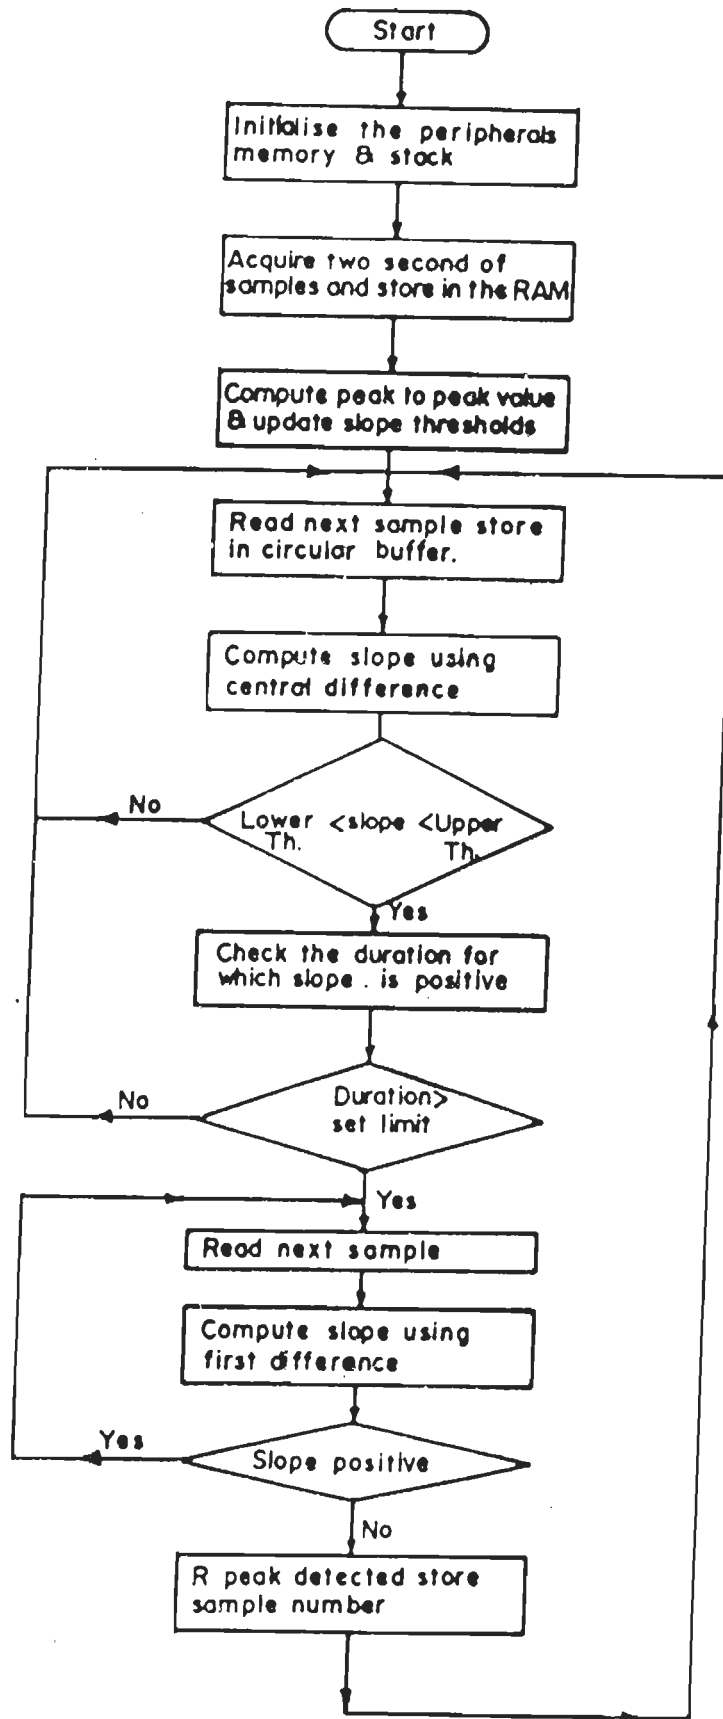 Start
Initialise the peripherals
memory & stack
Acquire two second of
samples and store in the RAM
Compute peak to peak value
& update slope thresholds
Read next sample store
in circular buffer.
Compute slope using
central difference
No
Lower <slope <Upper
Th. Th.
Yes
Check the duration for
which slope . is positive
No
Duration>
set limit
Yes
Read next sample
Compute slope using
first difference
Yes
Slope positive
No
R peak detected store
sample number